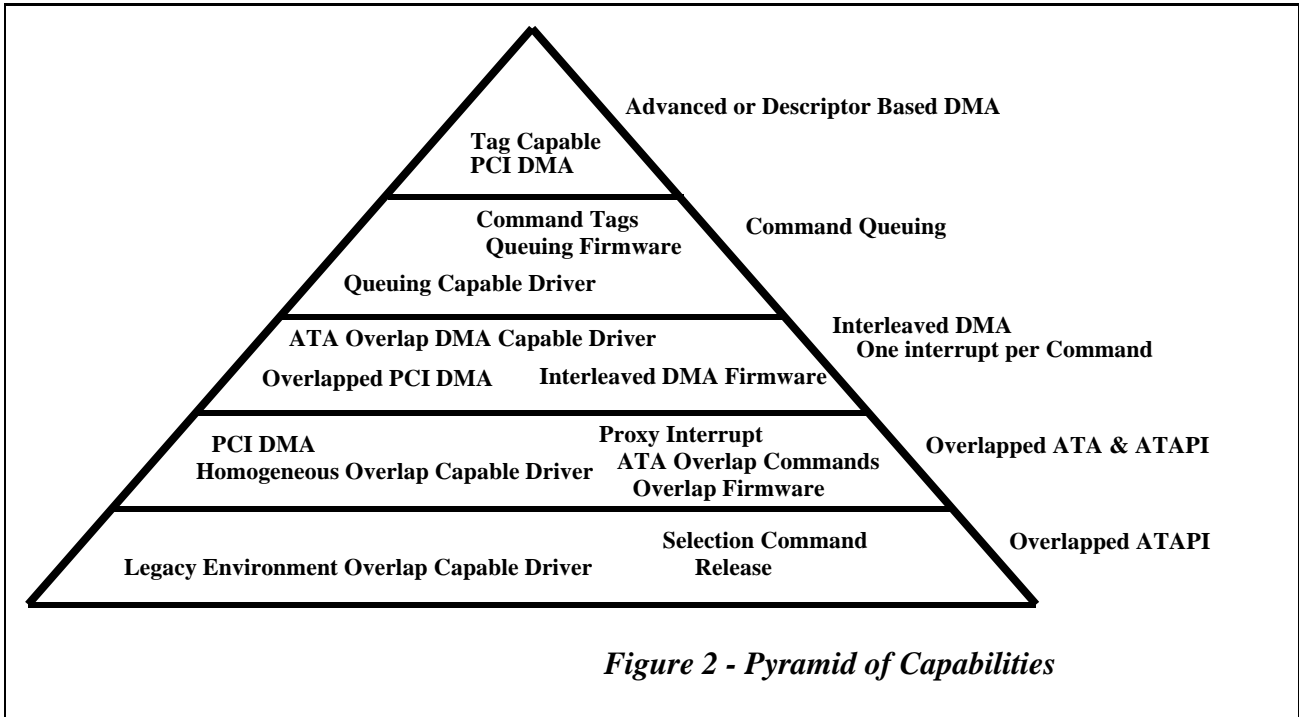 Advanced or Descriptor Based DMA
Tag Capable
PCI DMA
Command Tags
Queuing Firmware
Command Queuing
Queuing Capable Driver
ATA Overlap DMA Capable Driver
Interleaved DMA
One interrupt per Command
Overlapped PCI DMA
Interleaved DMA Firmware
PCI DMA
Homogeneous Overlap Capable Driver
Proxy Interrupt
ATA Overlap Commands
Overlap Firmware
Overlapped ATA & ATAPI
Legacy Environment Overlap Capable Driver
Selection Command
Release
Overlapped ATAPI
Figure 2 - Pyramid of Capabilities